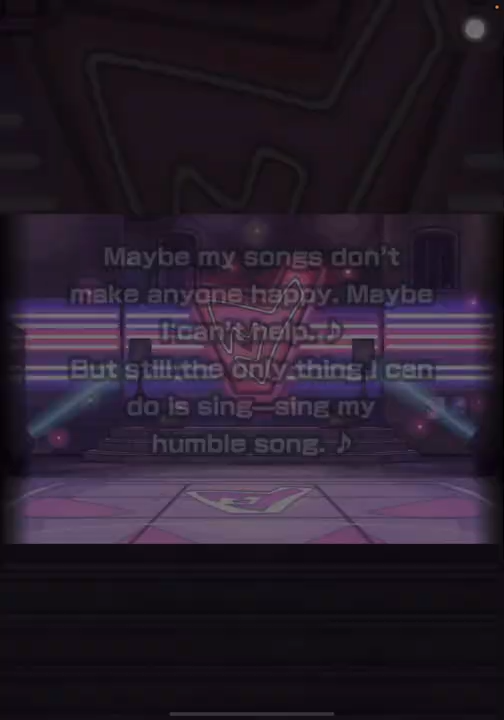 Maybe my songs don't
make anyone happy. Maybe
I can't help. ♪
But still the only thing I can
do is sing—sing my
humble song. ♪